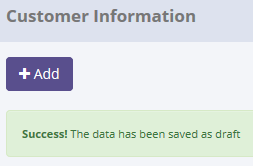 Customer Information
+ Add
Success! The data has been saved as draft